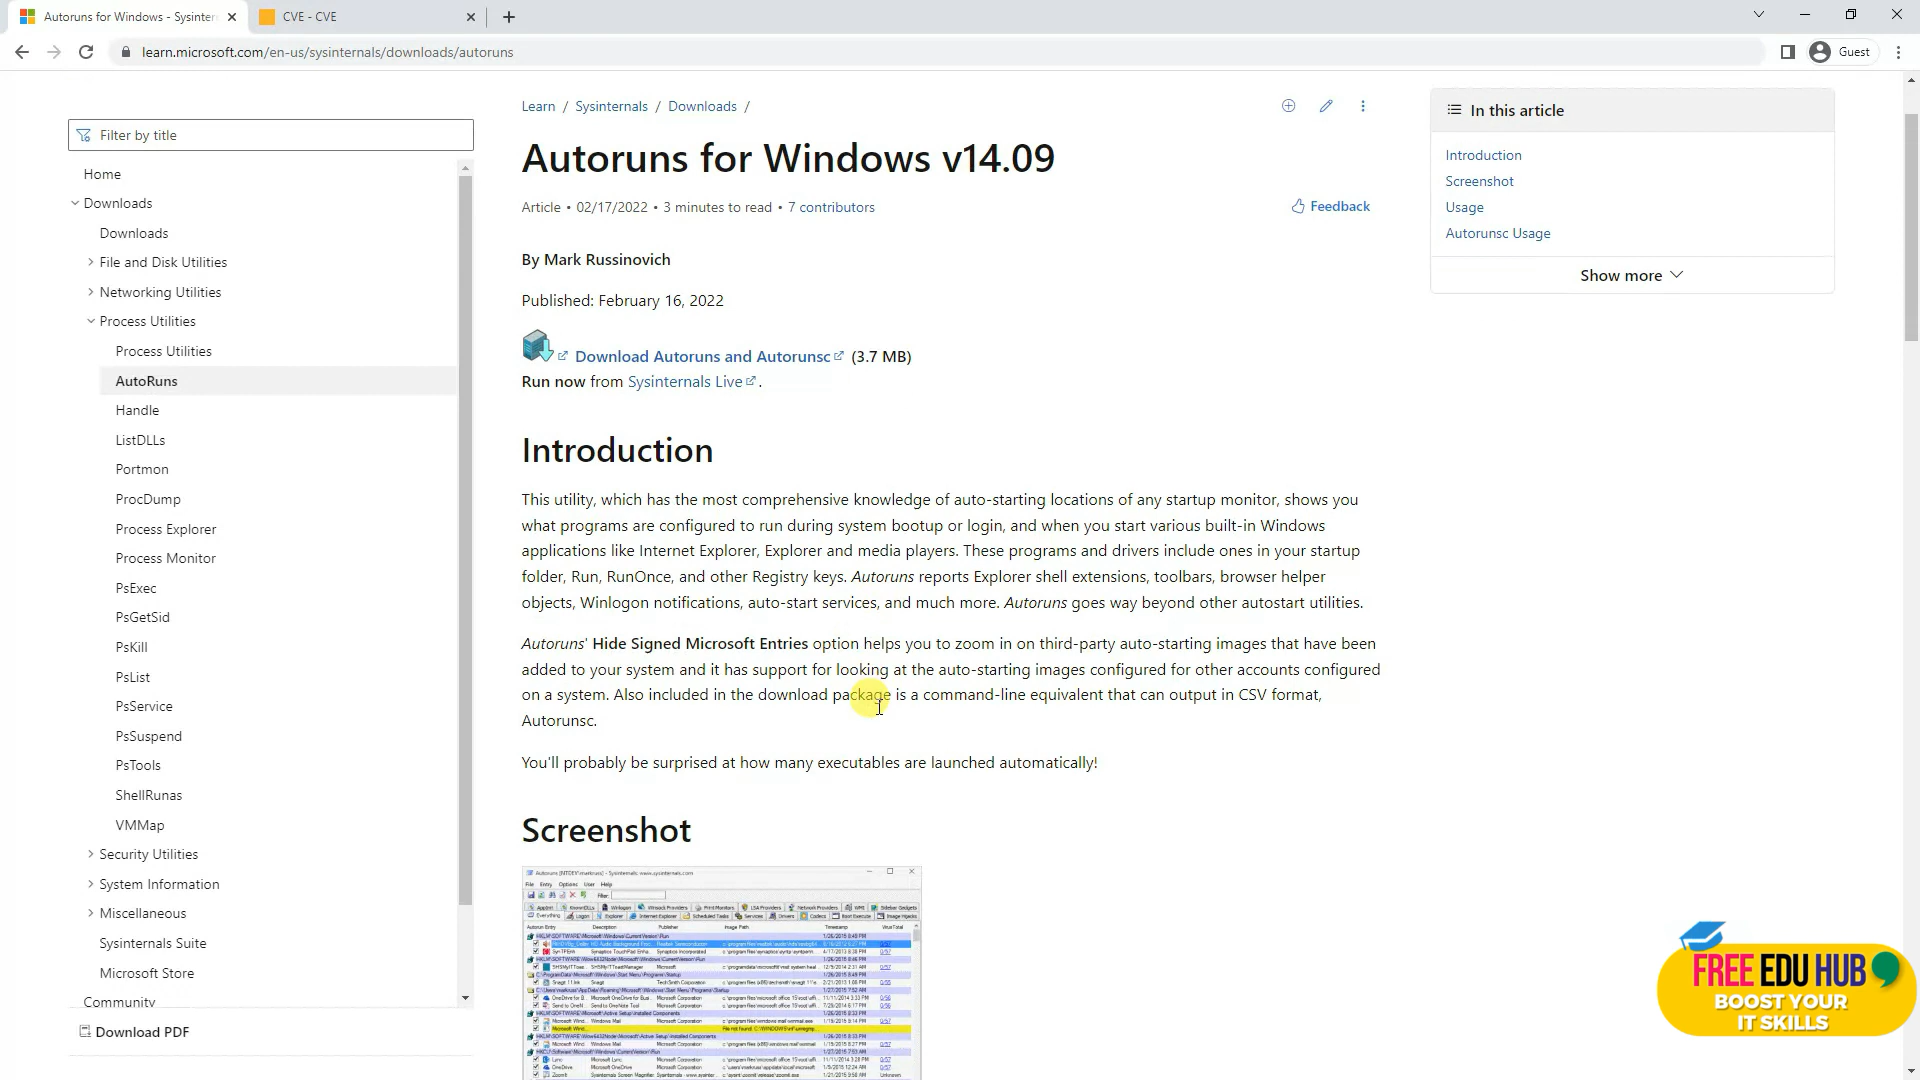 Autoruns for Windows - Sysinter
CVE - CVE
learn.microsoft.com/en-us/sysinternals/downloads/autoruns
Guest
Filter by title
Home
Downloads
Downloads
File and Disk Utilities
Networking Utilities
Process Utilities
Process Utilities
AutoRuns
Handle
ListDLLs
Portmon
ProcDump
Process Explorer
Process Monitor
PsExec
PsGetSid
PsKill
PsList
PsService
PsSuspend
PsTools
ShellRunas
VMMap
Security Utilities
System Information
Miscellaneous
Sysinternals Suite
Microsoft Store
Community
Download PDF
Learn / Sysinternals / Downloads /
Autoruns for Windows v14.09
Article • 02/17/2022 • 3 minutes to read • 7 contributors
Feedback
By Mark Russinovich
Published: February 16, 2022
Download Autoruns and Autorunsc (3.7 MB)
Run now from Sysinternals Live.
Introduction
This utility, which has the most comprehensive knowledge of auto-starting locations of any startup monitor, shows you
what programs are configured to run during system bootup or login, and when you start various built-in Windows
applications like Internet Explorer, Explorer and media players. These programs and drivers include ones in your startup
folder, Run, RunOnce, and other Registry keys. Autoruns reports Explorer shell extensions, toolbars, browser helper
objects, Winlogon notifications, auto-start services, and much more. Autoruns goes way beyond other autostart utilities.
Autoruns' Hide Signed Microsoft Entries option helps you to zoom in on third-party auto-starting images that have been
added to your system and it has support for looking at the auto-starting images configured for other accounts configured
on a system. Also included in the download package is a command-line equivalent that can output in CSV format,
Autorunsc.
You'll probably be surprised at how many executables are launched automatically!
Screenshot
File Entry Options User Help
In this article
Introduction
Screenshot
Usage
Autorunsc Usage
Show more
FREE EDU HUB
BOOST YOUR
IT SKILLS